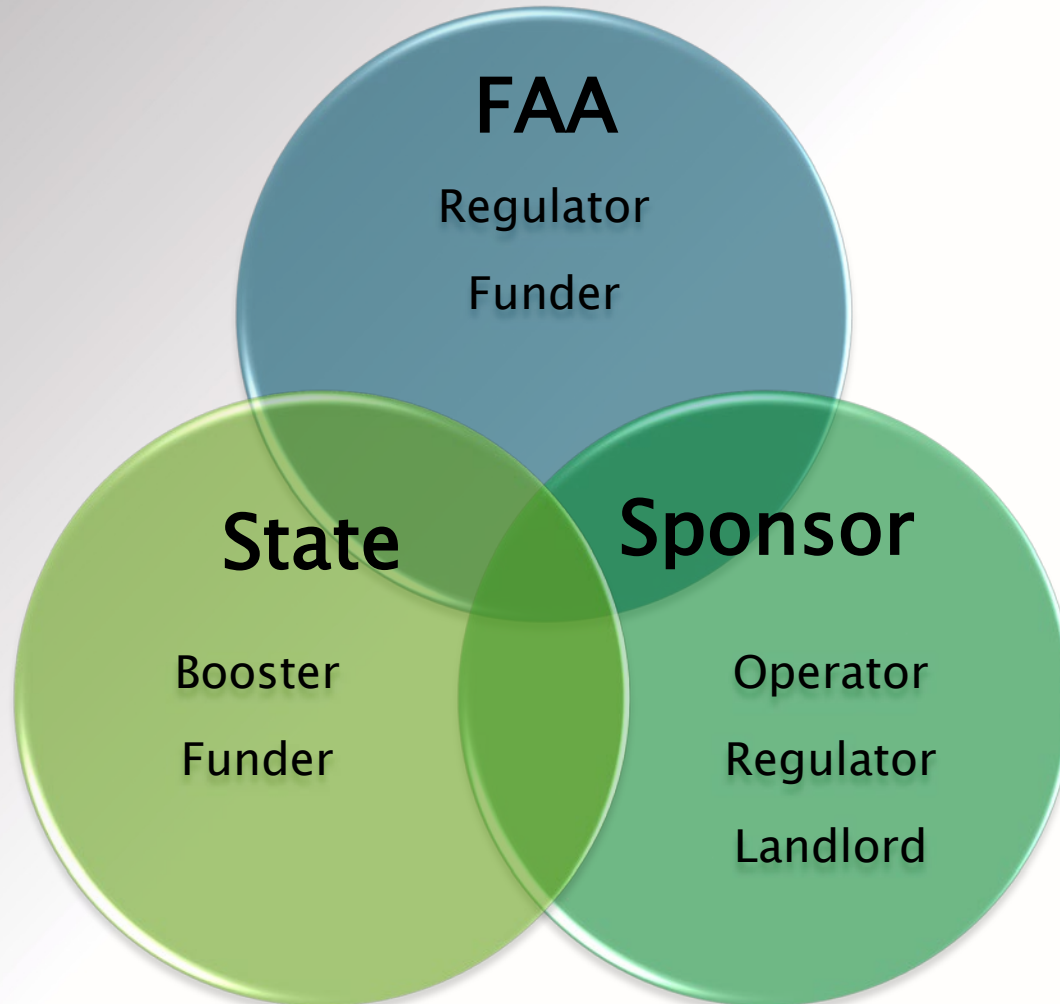 FAA
Regulator
Funder
State
Booster
Funder
Sponsor
Operator
Regulator
Landlord